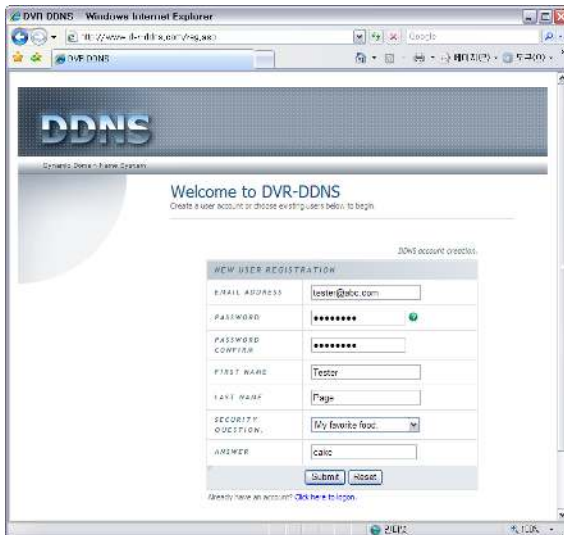 DVR DDNS - Windows Internet Explorer
Google
DVR DDNS
DDNS
Dynamic Domain Name System
Welcome to DVR-DDNS
Create a user account or choose existing users below to begin
DDNS account creation.
NEW USER REGISTRATION
EMAIL ADDRESS
tester@abc.com
PASSWORD
••••••••
PASSWORD CONFIRM
••••••••
FIRST NAME
Tester
LAST NAME
Page
SECURITY QUESTION.
My favorite food.
ANSWER
cake
Submit Reset
Already have an account? Click here to logon.